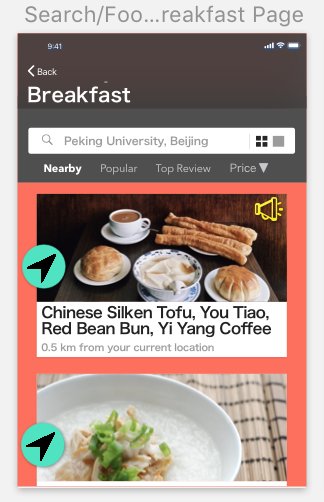 Search/Foo...reakfast Page
9:41
Back
Breakfast
Peking University, Beijing
Nearby Popular Top Review Price ▼
Chinese Silken Tofu, You Tiao,
Red Bean Bun, Yi Yang Coffee
0.5 km from your current location